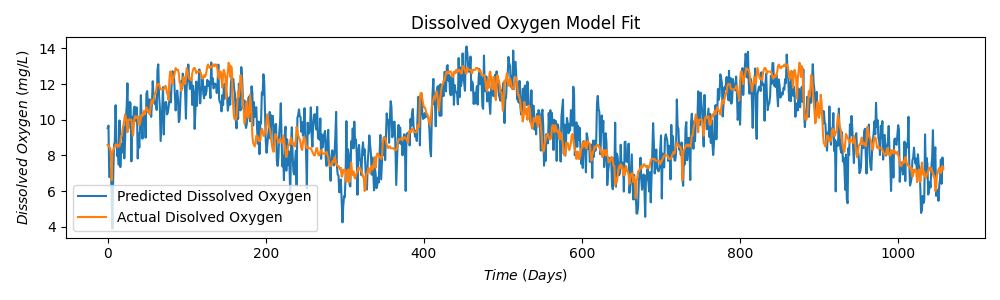 Dissolved Oxygen Model Fit
Dissolved Oxygen (mg/L)
14
12
10
8
6
4
Predicted Dissolved Oxygen
Actual Disolved Oxygen
0 200 400 600 800 1000
Time (Days)